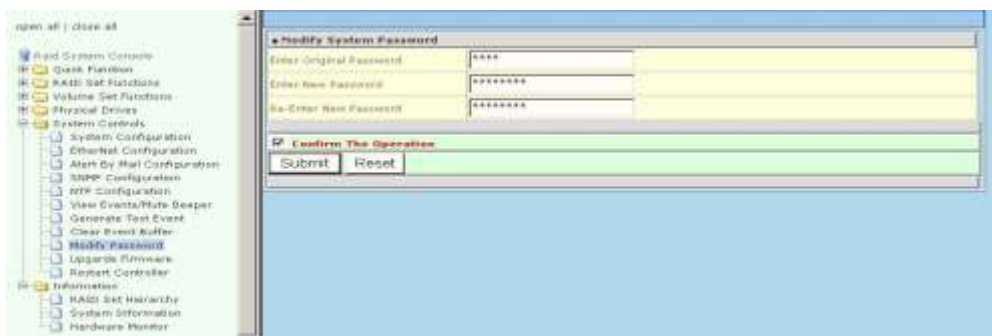 open all | close all
Raid System Console
Quick Function
RAID Set Functions
Volume Set Functions
Physical Drives
System Controls
System Configuration
EtherNet Configuration
Alert By Mail Configuration
SNMP Configuration
NTP Configuration
View Events/Mute Beeper
Generate Test Event
Clear Event Buffer
Modify Password
Upgarde Firmware
Restart Controller
Information
RAID Set Hierarchy
System Information
Hardware Monitor
Modify System Password
Enter Original Password ****
Enter New Password ********
Re-Enter New Password ********
Confirm The Operation
Submit Reset